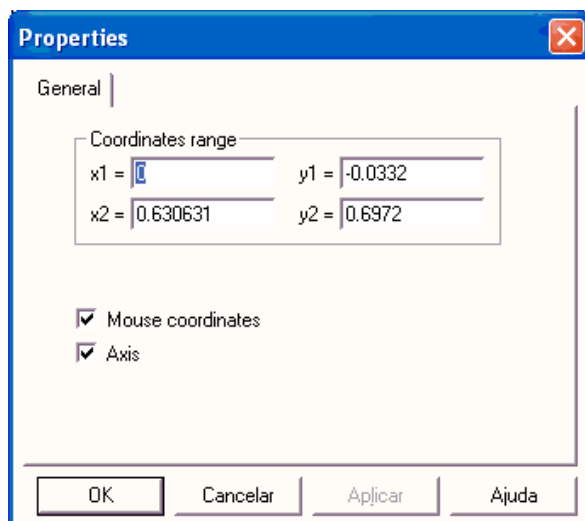 Properties
General
Coordinates range
x1 = 0 y1 = -0.0332
x2 = 0.630631 y2 = 0.6972
Mouse coordinates
Axis
OK Cancelar Aplicar Ajuda